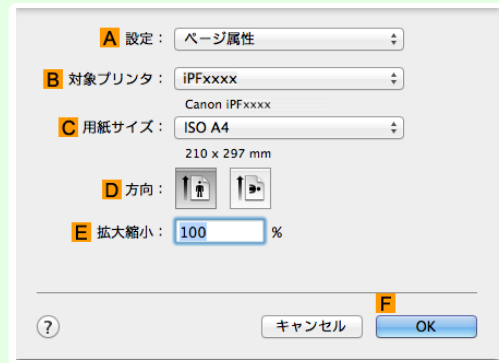 A 設定： ページ属性
B 対象プリンタ： iPFxxxx
Canon iPFxxxx
C 用紙サイズ： ISO A4
210 x 297 mm
D 方向：
E 拡大縮小： 100 %
F
? キャンセル OK